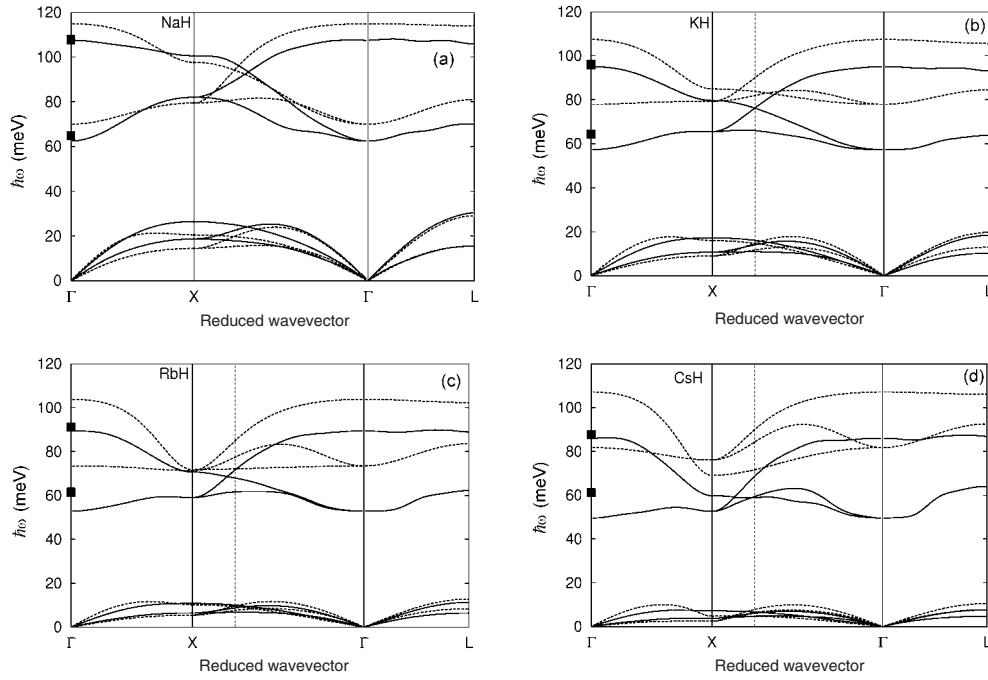 120
NaH
(a)
100
80
60
40
20
0
ħω (meV)
Γ
X
Γ
L
Reduced wavevector
120
KH
(b)
100
80
60
40
20
0
ħω (meV)
Γ
X
Γ
L
Reduced wavevector
120
RbH
(c)
100
80
60
40
20
0
ħω (meV)
Γ
X
Γ
L
Reduced wavevector
120
CsH
(d)
100
80
60
40
20
0
ħω (meV)
Γ
X
Γ
L
Reduced wavevector